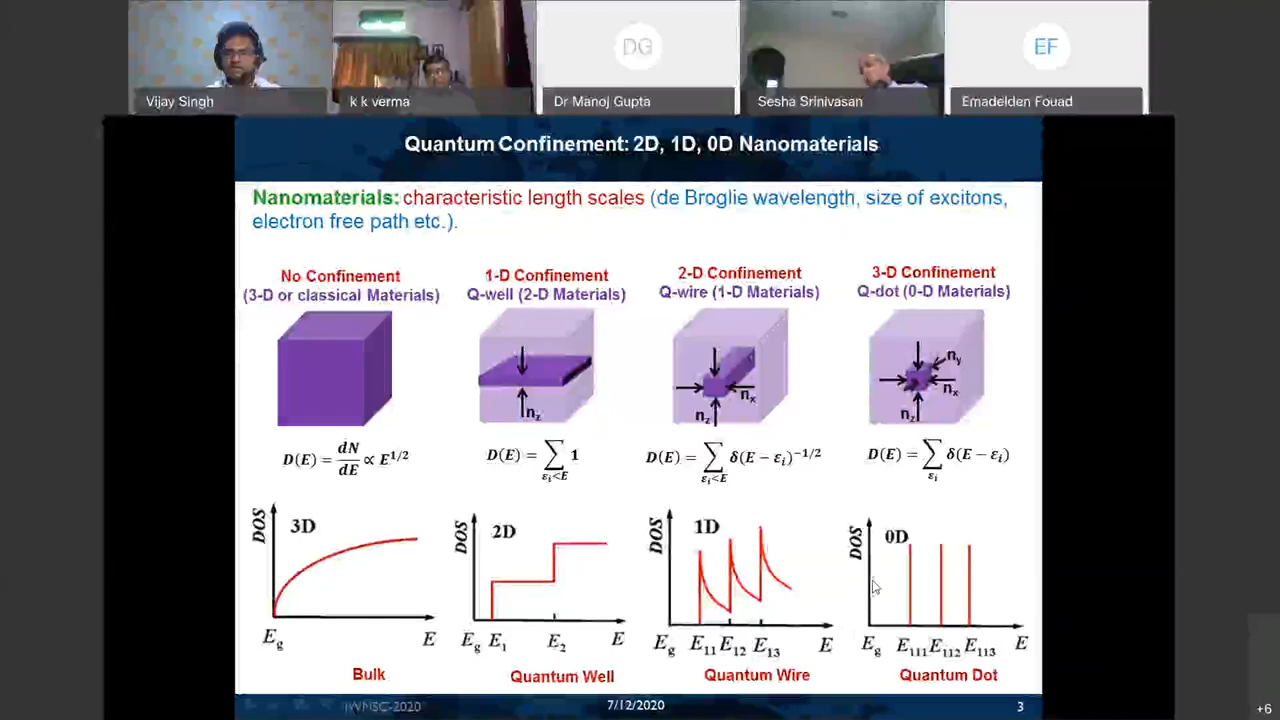 DG
EF
Vijay Singh
k k verma
Dr Manoj Gupta
Sesha Srinivasan
Emadelden Fouad
Quantum Confinement: 2D, 1D, 0D Nanomaterials
Nanomaterials: characteristic length scales (de Broglie wavelength, size of excitons,
electron free path etc.).
No Confinement
(3-D or classical Materials)
1-D Confinement
Q-well (2-D Materials)
2-D Confinement
Q-wire (1-D Materials)
3-D Confinement
Q-dot (0-D Materials)
n_z
n_x
n_z
n_y
n_x
n_z
D(E) = dN/dE ∝ E^{1/2}
D(E) = ∑_{ε_i<E} 1
D(E) = ∑_{ε_i<E} δ(E − ε_i)^{−1/2}
D(E) = ∑_{ε_i} δ(E − ε_i)
DOS 3D
E_g E
DOS 2D
E_g E_1 E_2 E
DOS 1D
E_g E_11 E_12 E_13 E
DOS 0D
E_g E_111 E_112 E_113 E
Bulk
Quantum Well
Quantum Wire
Quantum Dot
IWNSC-2020
7/12/2020
3
+6